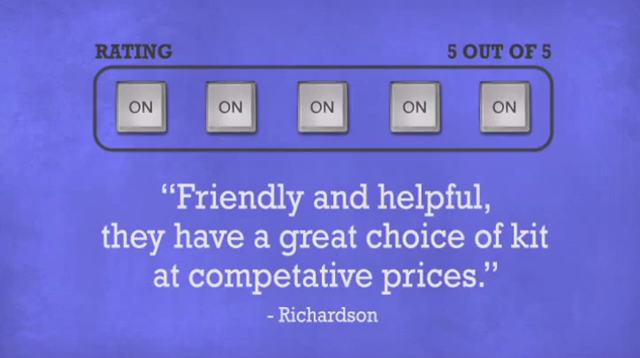 RATING
5 OUT OF 5
ON
ON
ON
ON
ON
“Friendly and helpful,
they have a great choice of kit
at competative prices.”
- Richardson